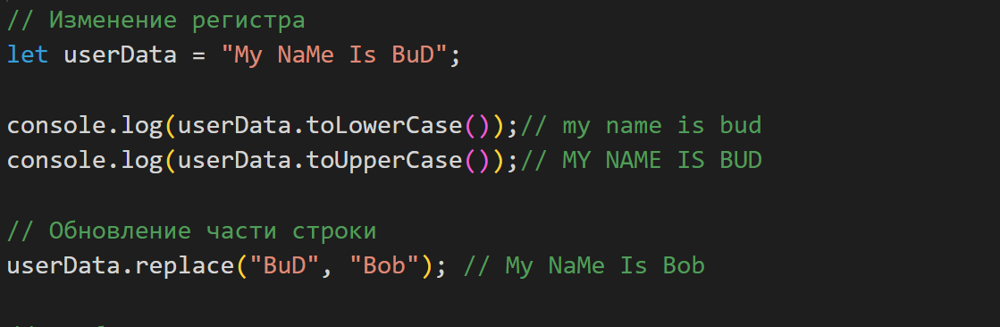 // Изменение регистра
let userData = "My NaMe Is BuD";
console.log(userData.toLowerCase());// my name is bud
console.log(userData.toUpperCase());// MY NAME IS BUD
// Обновление части строки
userData.replace("BuD", "Bob"); // My NaMe Is Bob